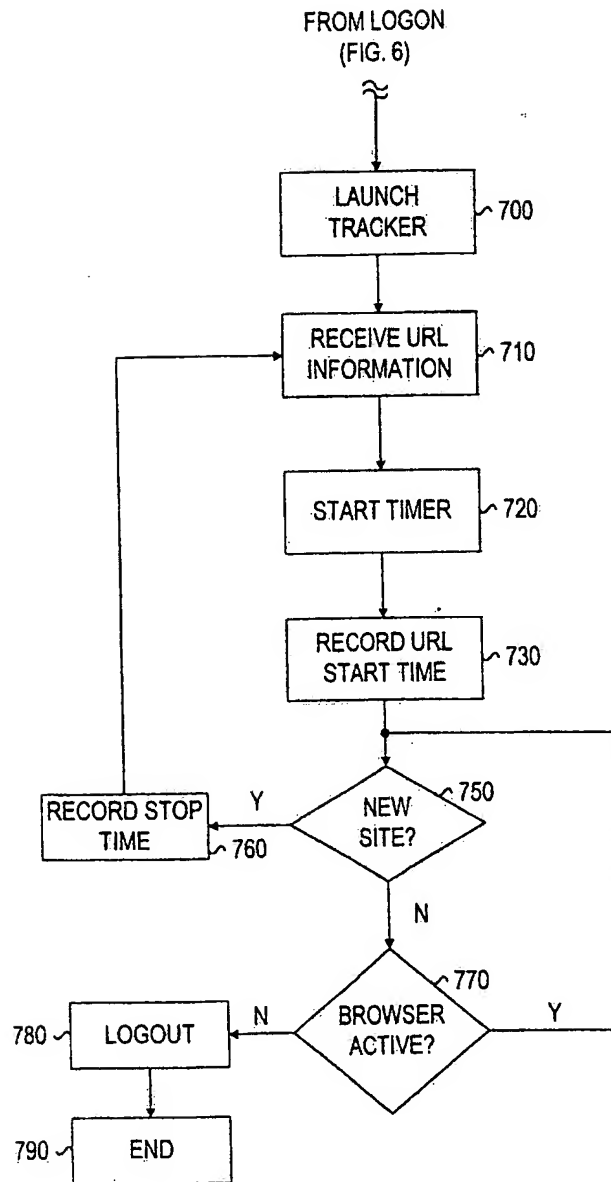 FROM LOGON
(FIG. 6)
LAUNCH
TRACKER
700
RECEIVE URL
INFORMATION
710
START TIMER
720
RECORD URL
START TIME
730
750
NEW
SITE?
Y
RECORD STOP
TIME
760
N
770
BROWSER
ACTIVE?
Y
N
780
LOGOUT
790
END